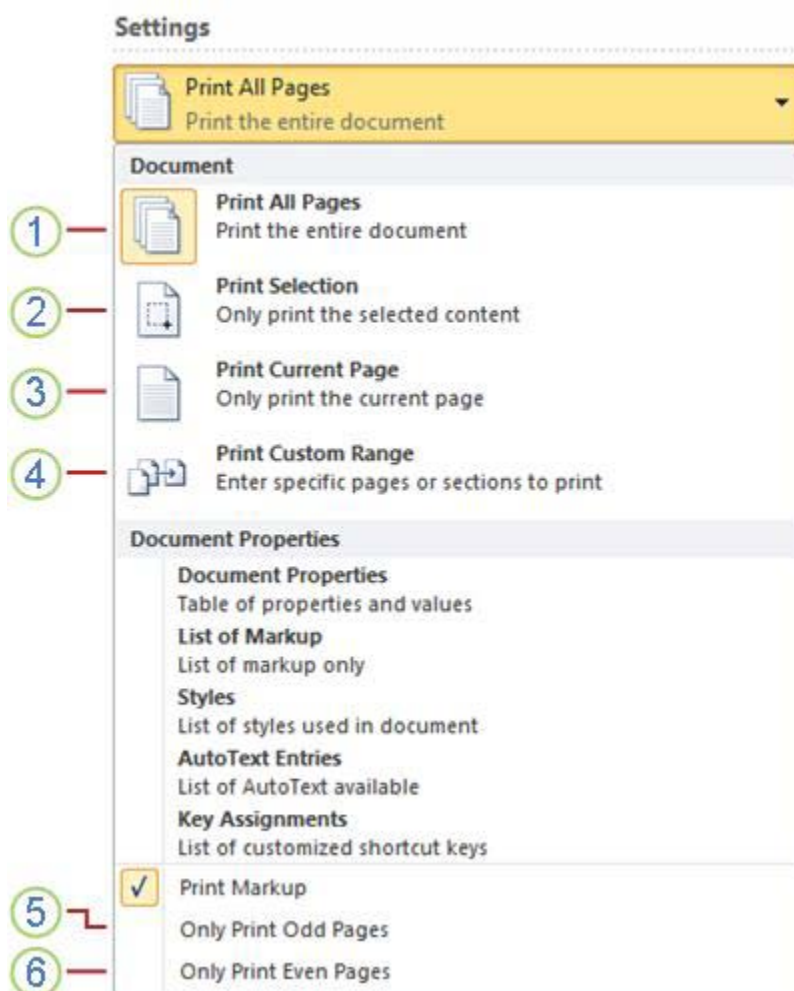 Settings
Print All Pages
Print the entire document
Document
1
Print All Pages
Print the entire document
2
Print Selection
Only print the selected content
3
Print Current Page
Only print the current page
4
Print Custom Range
Enter specific pages or sections to print
Document Properties
Document Properties
Table of properties and values
List of Markup
List of markup only
Styles
List of styles used in document
AutoText Entries
List of AutoText available
Key Assignments
List of customized shortcut keys
Print Markup
5
Only Print Odd Pages
6
Only Print Even Pages